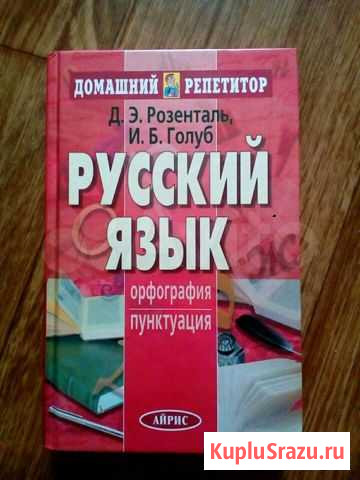 ДОМАШНИЙ РЕПЕТИТОР
Д. Э. Розенталь,
И. Б. Голуб
РУССКИЙ
ЯЗЫК
орфография
пунктуация
АЙРИС
KupluSrazu.ru